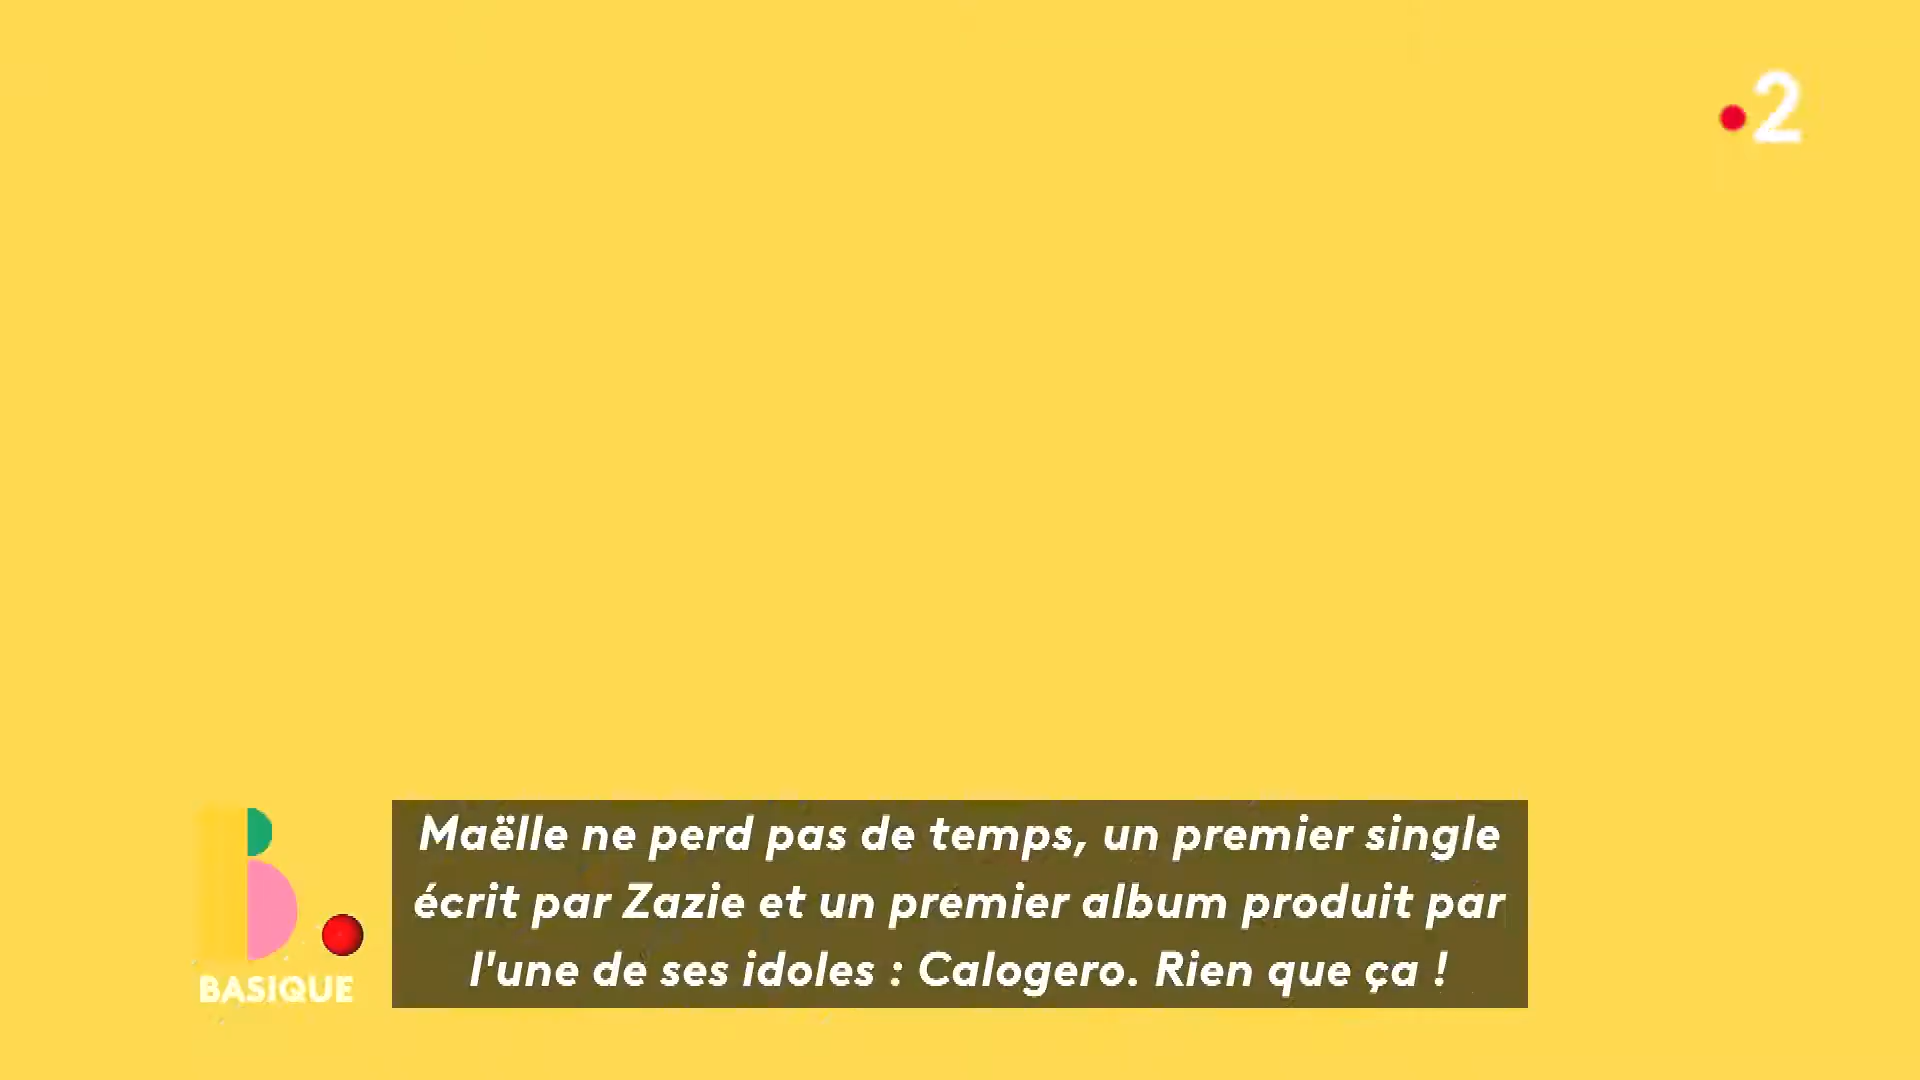 2
Maëlle ne perd pas de temps, un premier single
écrit par Zazie et un premier album produit par
l'une de ses idoles : Calogero. Rien que ça !
B.
BASIQUE